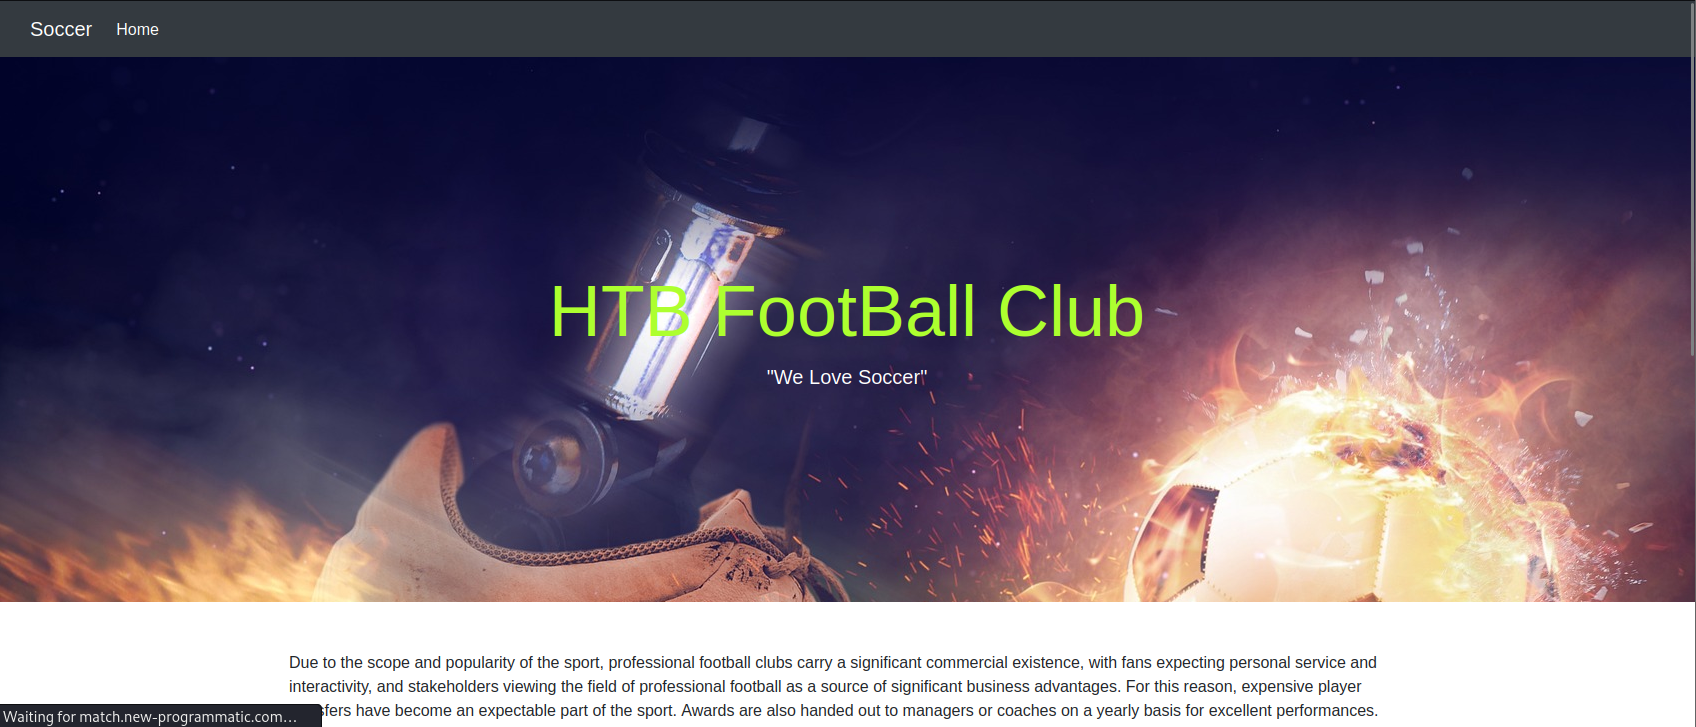 Soccer Home
HTB FootBall Club
"We Love Soccer"
Due to the scope and popularity of the sport, professional football clubs carry a significant commercial existence, with fans expecting personal service and
interactivity, and stakeholders viewing the field of professional football as a source of significant business advantages. For this reason, expensive player
sfers have become an expectable part of the sport. Awards are also handed out to managers or coaches on a yearly basis for excellent performances.
Waiting for match.new-programmatic.com…